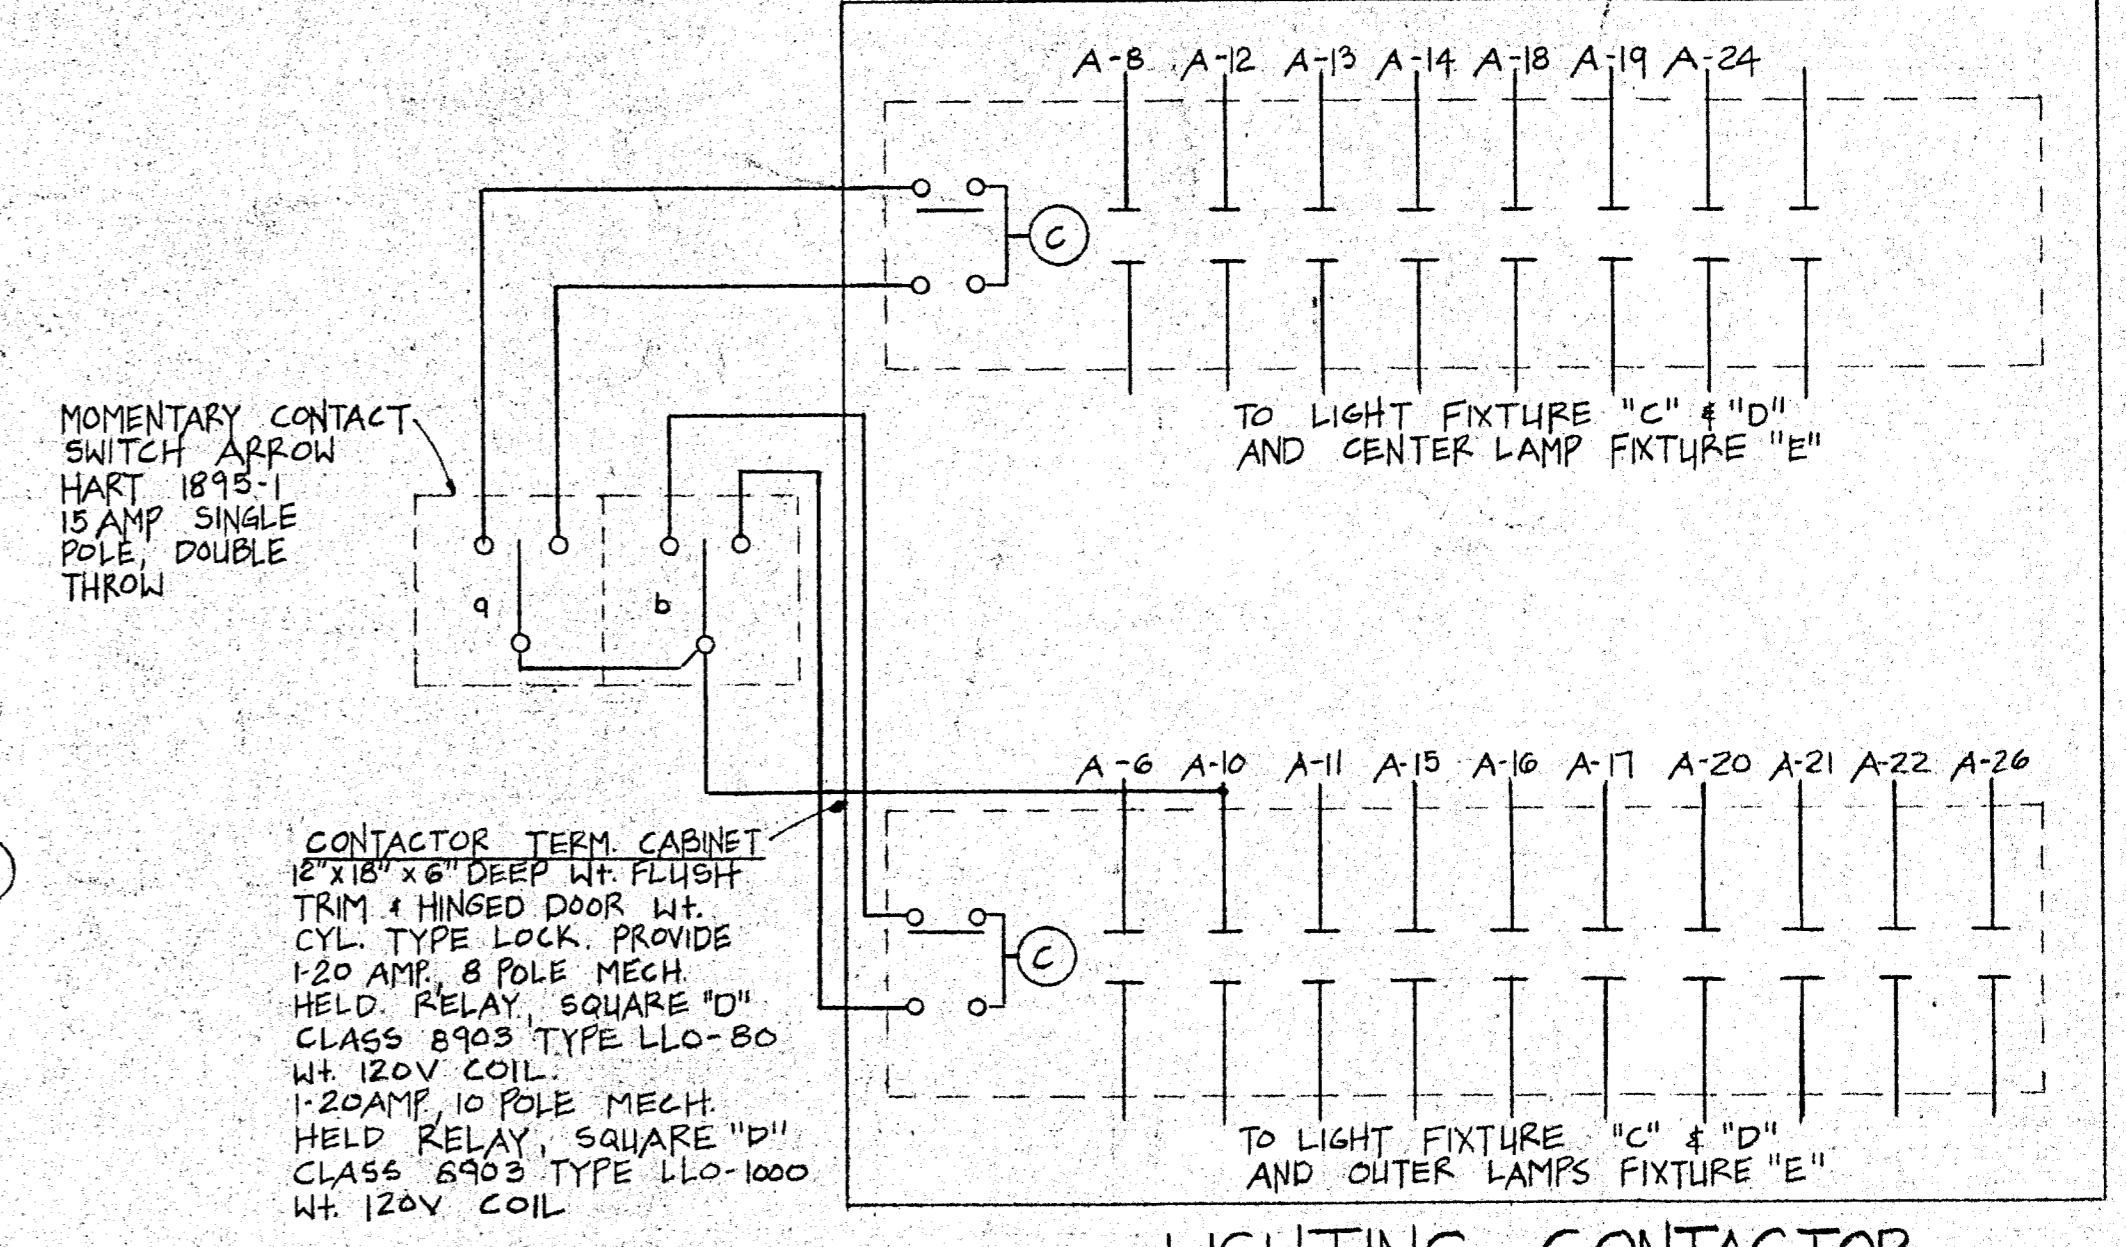 A-8 A-12 A-13 A-14 A-18 A-19 A-24
C
TO LIGHT FIXTURE "C" & "D"
AND CENTER LAMP FIXTURE "E"
MOMENTARY CONTACT
SWITCH ARROW
HART 1895-1
15 AMP SINGLE
POLE, DOUBLE
THROW
a b
A-6 A-10 A-11 A-15 A-16 A-17 A-20 A-21 A-22 A-26
CONTACTOR TERM. CABINET
12" X 18" X 6" DEEP Wt. FLUSH
TRIM & HINGED DOOR Wt.
CYL. TYPE LOCK. PROVIDE
1-20 AMP., 8 POLE MECH.
HELD. RELAY, SQUARE "D"
CLASS 8903 TYPE LLO-80
Wt. 120V COIL.
1-20AMP., 10 POLE MECH.
HELD RELAY, SQUARE "D"
CLASS 8903 TYPE LLO-1000
Wt. 120V COIL
C
TO LIGHT FIXTURE "C" & "D"
AND OUTER LAMPS FIXTURE "E"
LIGHTING CONTACTOR